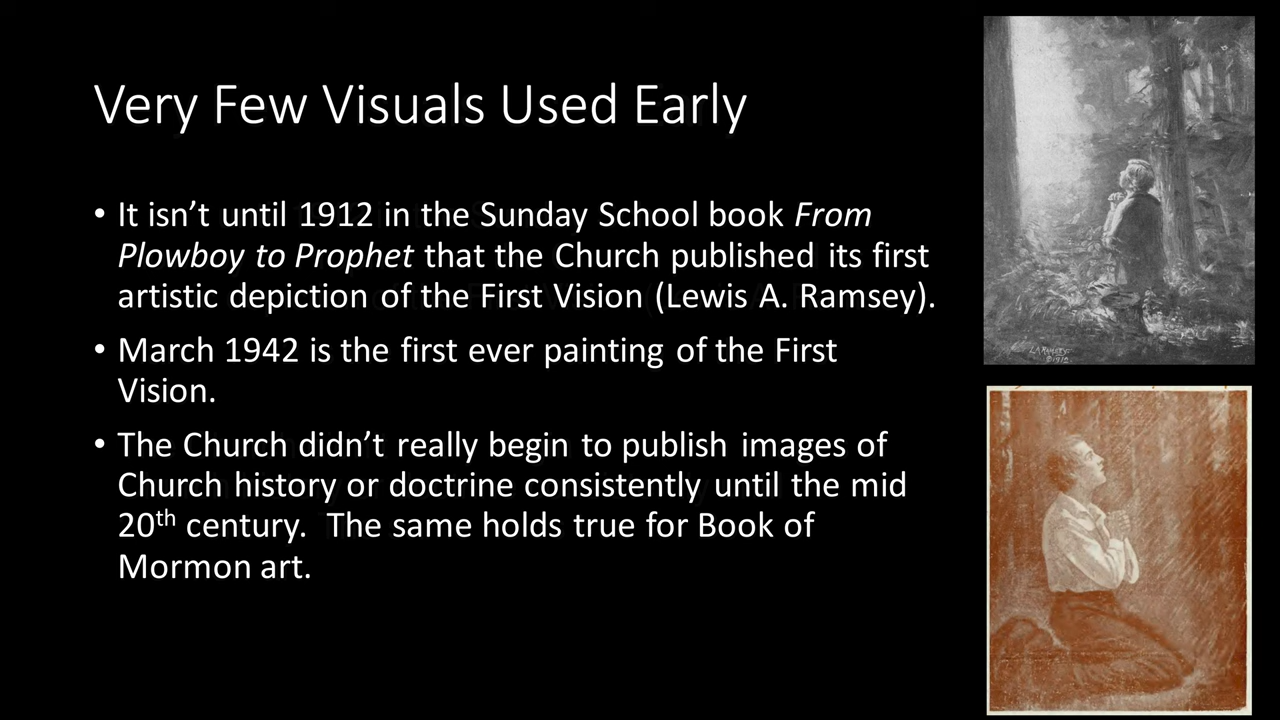 Very Few Visuals Used Early
• It isn’t until 1912 in the Sunday School book From
Plowboy to Prophet that the Church published its first
artistic depiction of the First Vision (Lewis A. Ramsey).
• March 1942 is the first ever painting of the First
Vision.
• The Church didn’t really begin to publish images of
Church history or doctrine consistently until the mid
20th century.  The same holds true for Book of
Mormon art.
L.A. RAMSEY-
©1912